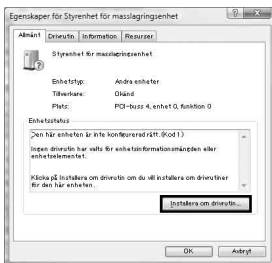 Egenskaper för Styrenhet för masslagringsenhet
Allmänt Drivrutin Information Resurser
Styrenhet för masslagringsenhet
Enhetstyp: Andra enheter
Tillverkare: Okänd
Plats: PCI-buss 4, enhet 0, funktion 0
Enhetsstatus
Den här enheten är inte konfigurerad rätt. (Kod 1)
Ingen drivrutin har valts för enhetsinformationsmängden eller
enhetselementet.
Klicka på Installera om drivrutin om du vill installera om drivrutiner
för den här enheten.
Installera om drivrutin...
OK Avbryt